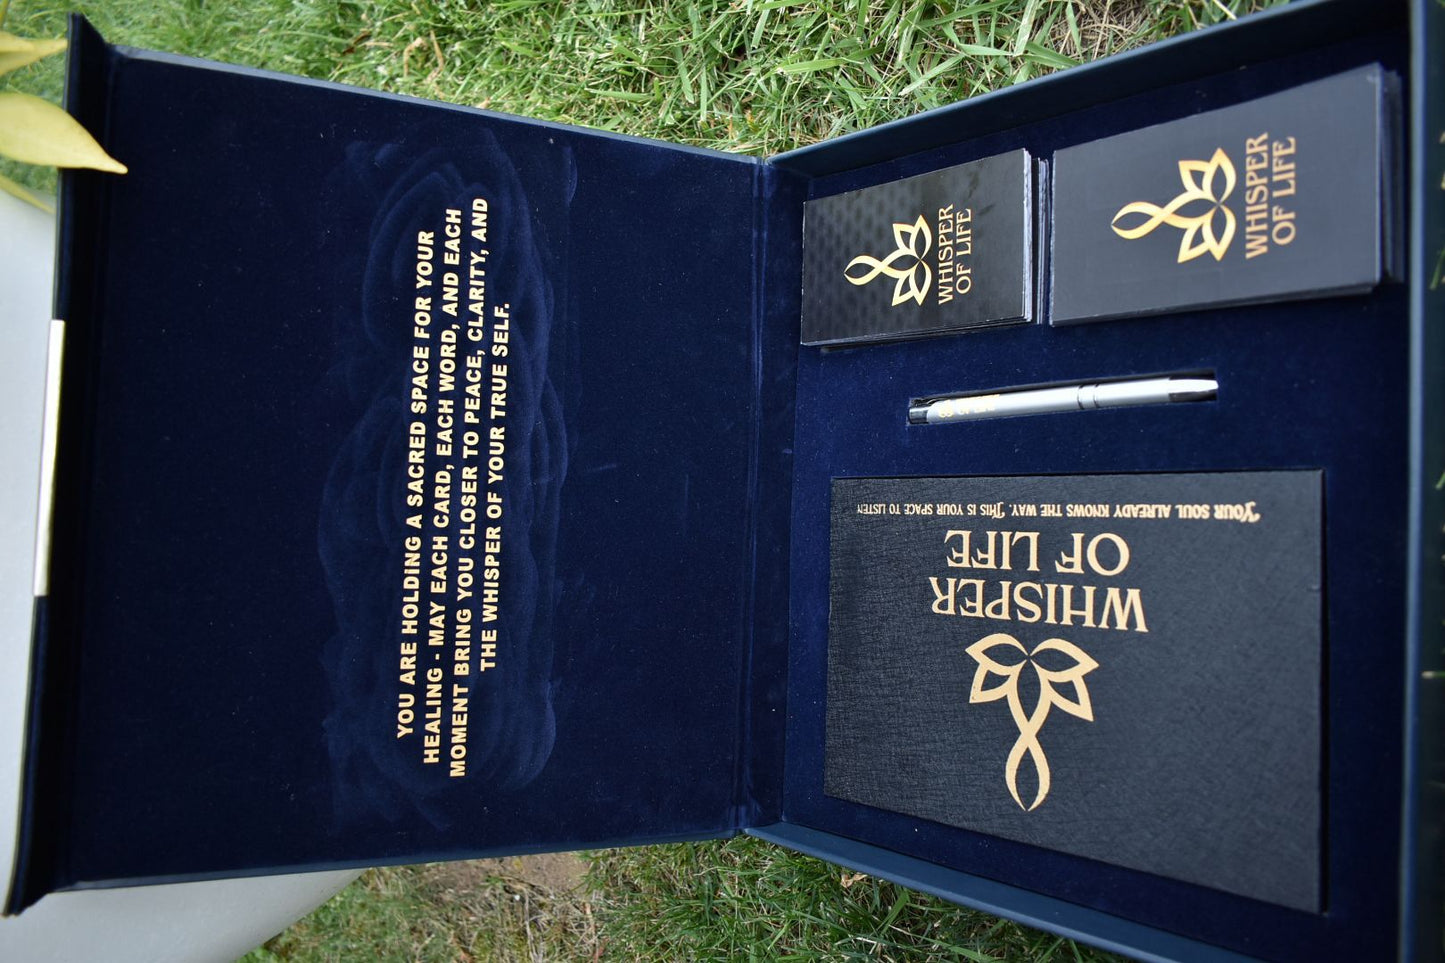 YOU ARE HOLDING A SACRED SPACE FOR YOUR
HEALING - MAY EACH CARD, EACH WORD, AND EACH
MOMENT BRING YOU CLOSER TO PEACE, CLARITY, AND
THE WHISPER OF YOUR TRUE SELF.
WHISPER
OF LIFE
WHISPER
OF LIFE
WHISPER
OF LIFE
YOUR SOUL ALREADY KNOWS THE WAY. THIS IS YOUR SPACE TO LISTEN